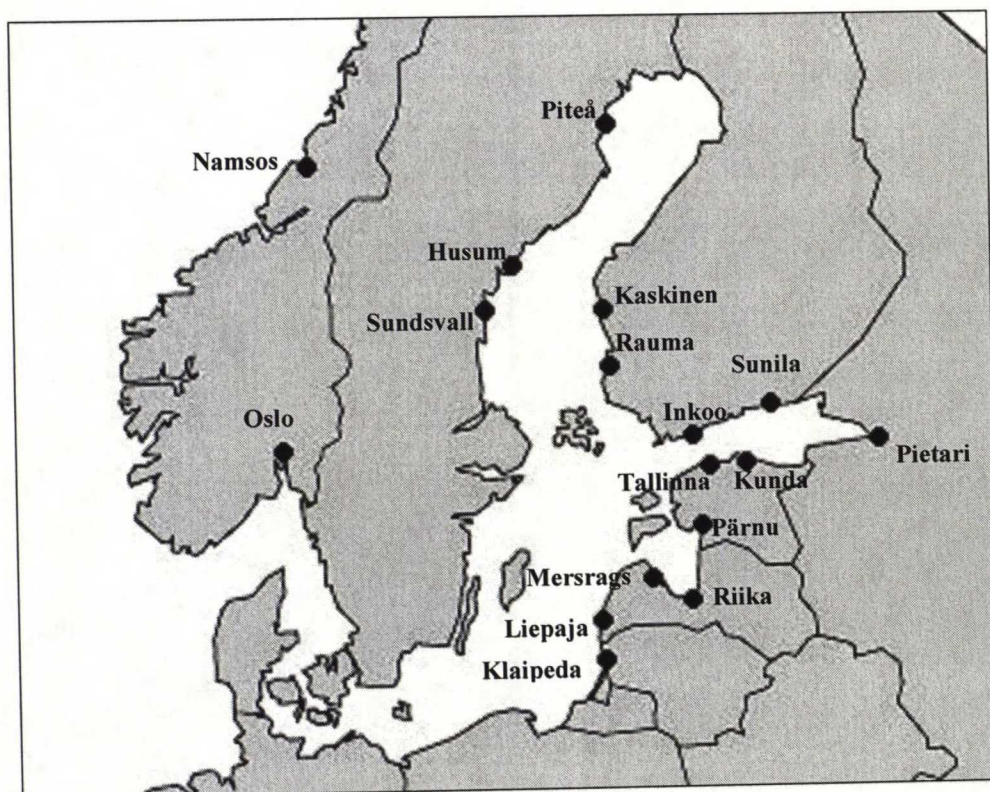 Piteå
Namsos
Husum
Kaskinen
Sundsvall
Rauma
Sunila
Oslo
Inkoo
Pietari
Tallinna
Kunda
Pärnu
Mersrags
Riika
Liepaja
Klaipeda